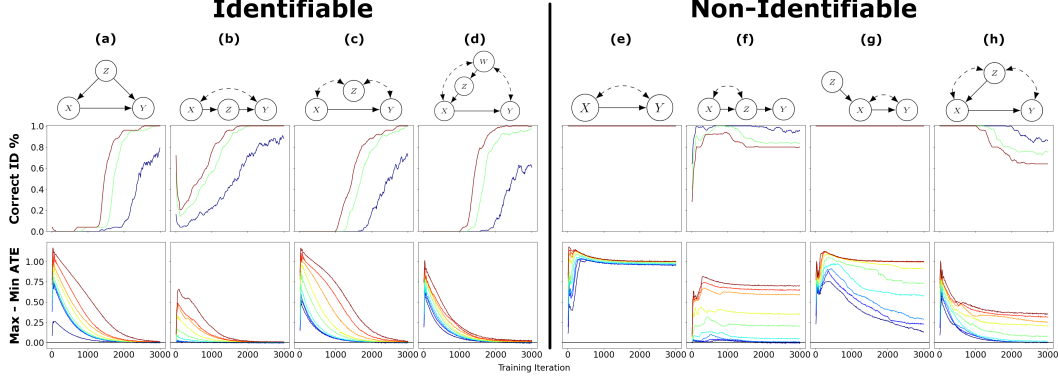 Identifiable
Non-Identifiable
(a)
(b)
(c)
(d)
(e)
(f)
(g)
(h)
Z
X
Y
X
Z
Y
Z
X
Y
W
Z
X
Y
X
Y
X
Z
Y
Z
X
Y
Z
X
Y
Correct ID %
1.0
0.8
0.6
0.4
0.2
0.0
Max - Min ATE
1.00
0.75
0.50
0.25
0.00
0 1000 2000 3000
0 1000 2000 3000
0 1000 2000 3000
0 1000 2000 3000
0 1000 2000 3000
0 1000 2000 3000
0 1000 2000 3000
0 1000 2000 3000
Training Iteration